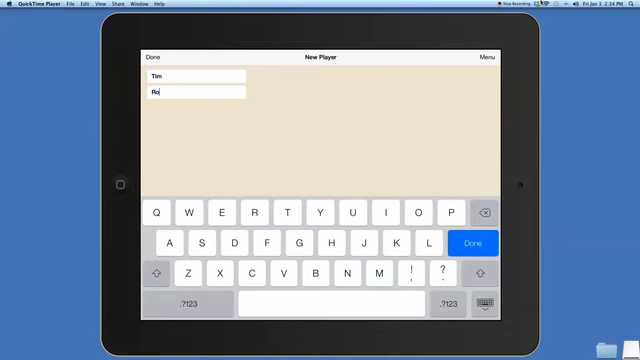 QuickTime Player File Edit View Share Window Help Stop Recording Fri Jan 3 2:34 PM
Done New Player Menu
Tim
Ro
Q W E R T Y U I O P
A S D F G H J K L Done
Z X C V B N M ! , ? .
.?123 .?123